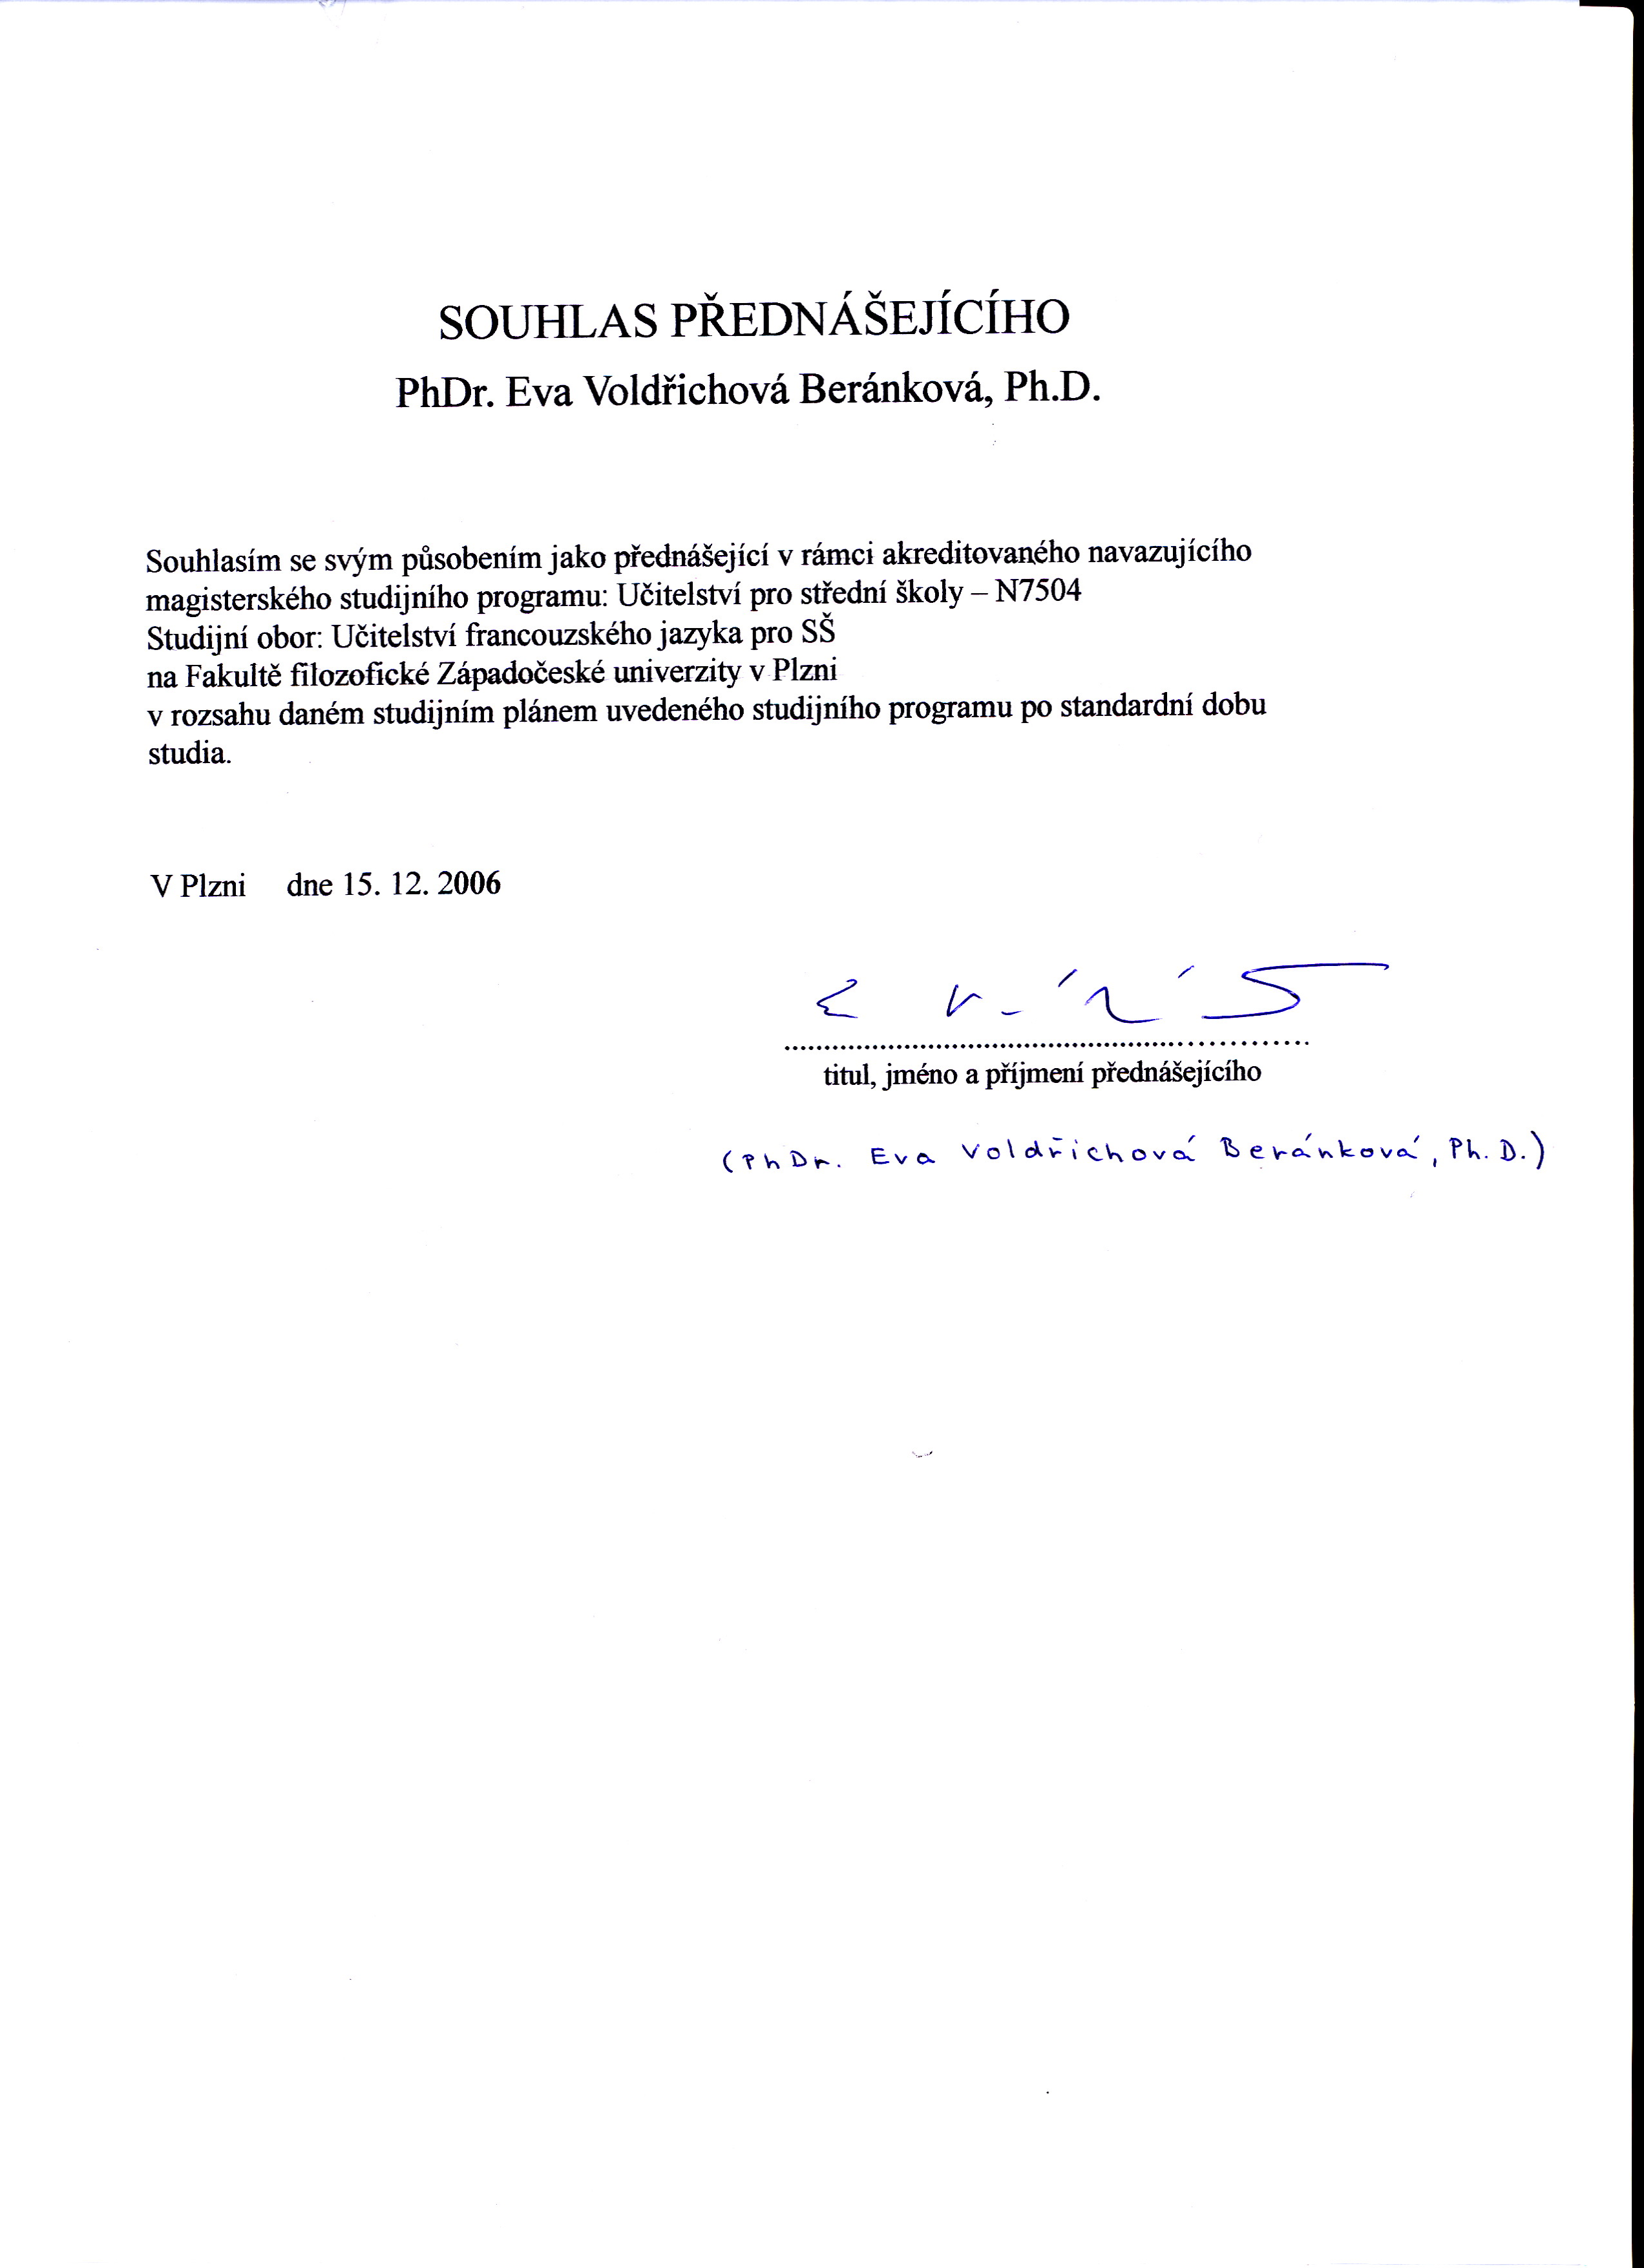 SOUHLAS PŘEDNÁŠEJÍCÍHO
PhDr. Eva Voldřichová Beránková, Ph.D.
Souhlasím se svým působením jako přednášející v rámci akreditovaného navazujícího
magisterského studijního programu: Učitelství pro střední školy – N7504
Studijní obor: Učitelství francouzského jazyka pro SŠ
na Fakultě filozofické Západočeské univerzity v Plzni
v rozsahu daném studijním plánem uvedeného studijního programu po standardní dobu
studia.
V Plzni dne 15. 12. 2006
titul, jméno a příjmení přednášejícího
(PhDr. Eva Voldřichová Beránková, Ph.D.)